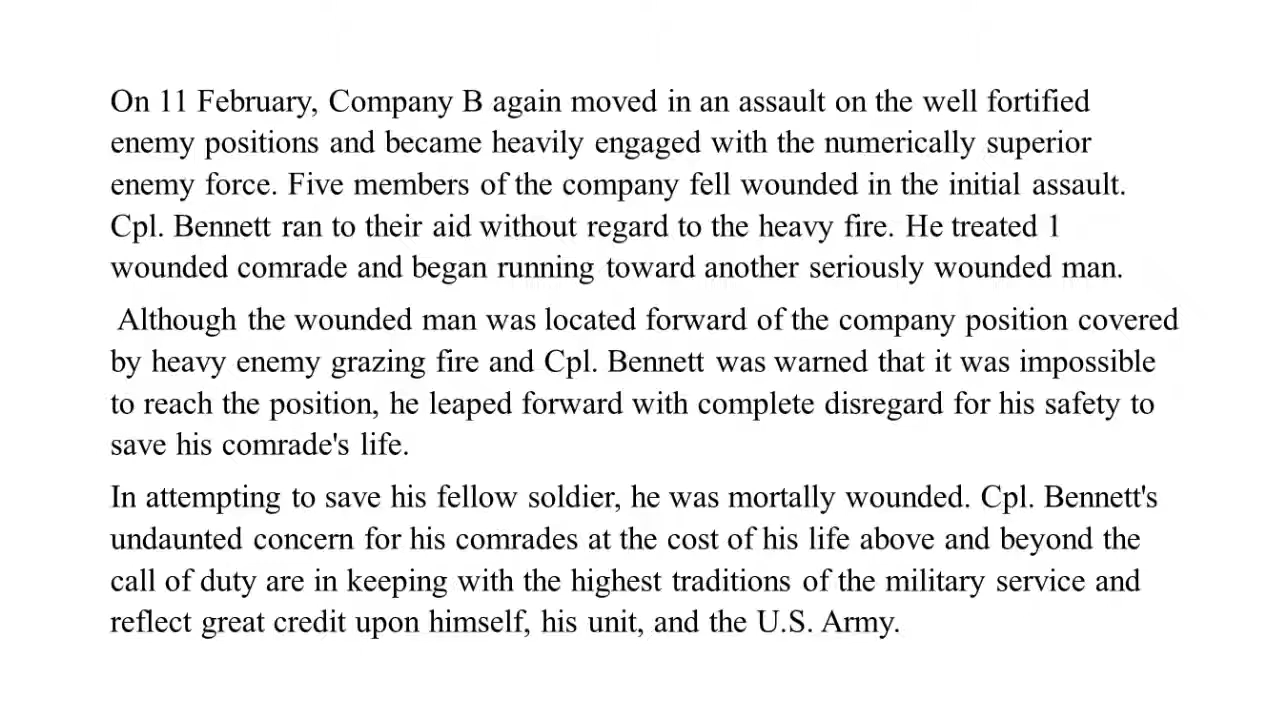 On 11 February, Company B again moved in an assault on the well fortified
enemy positions and became heavily engaged with the numerically superior
enemy force. Five members of the company fell wounded in the initial assault.
Cpl. Bennett ran to their aid without regard to the heavy fire. He treated 1
wounded comrade and began running toward another seriously wounded man.
Although the wounded man was located forward of the company position covered
by heavy enemy grazing fire and Cpl. Bennett was warned that it was impossible
to reach the position, he leaped forward with complete disregard for his safety to
save his comrade's life.
In attempting to save his fellow soldier, he was mortally wounded. Cpl. Bennett's
undaunted concern for his comrades at the cost of his life above and beyond the
call of duty are in keeping with the highest traditions of the military service and
reflect great credit upon himself, his unit, and the U.S. Army.